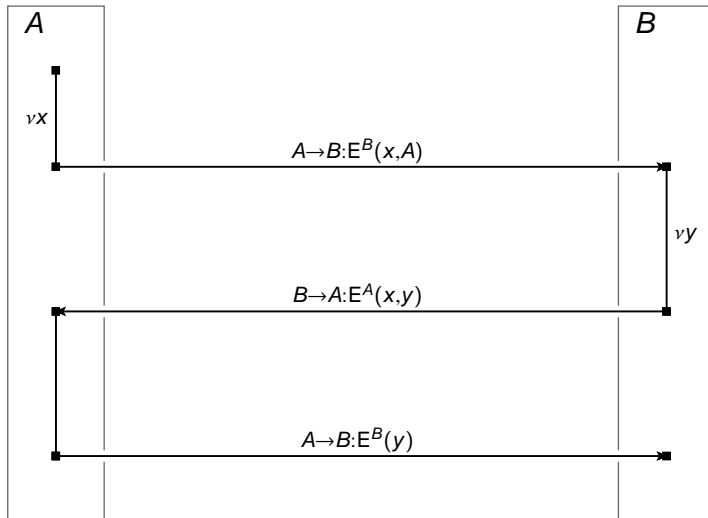 A B
νx
A→B:E^B(x,A)
νy
B→A:E^A(x,y)
A→B:E^B(y)